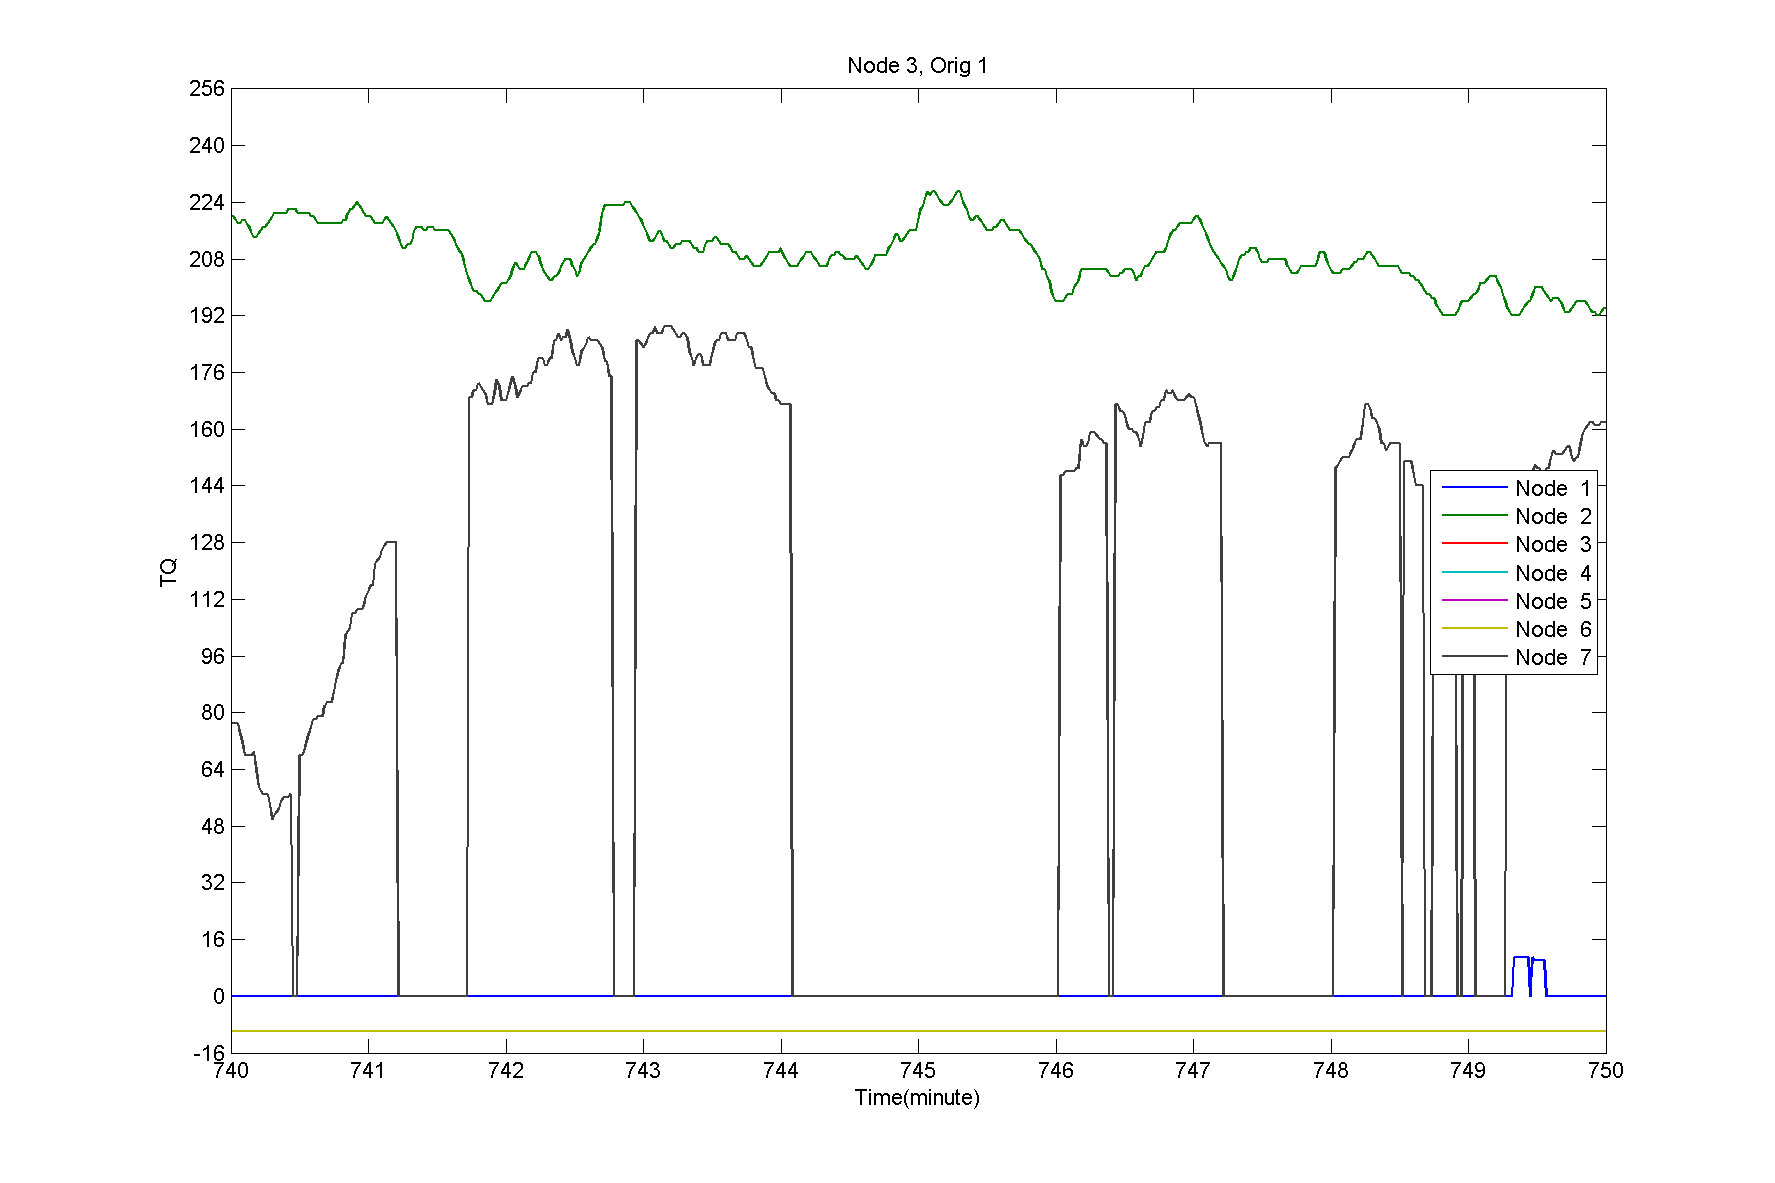 Node 3, Orig 1
256
240
224
208
192
176
160
144
128
112
96
80
64
48
32
16
0
-16
TQ
Node 1
Node 2
Node 3
Node 4
Node 5
Node 6
Node 7
740 741 742 743 744 745 746 747 748 749 750
Time(minute)